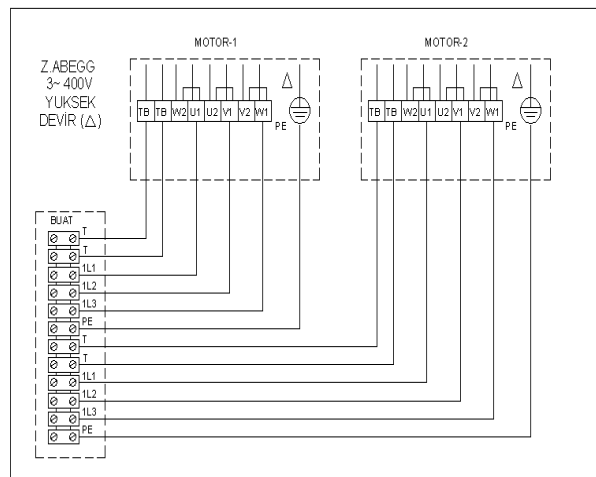 MOTOR-1
MOTOR-2
Z.ABEGG
3~ 400V
YUKSEK
DEVİR (△)
△
TB TB W2 U1 U2 V1 V2 W1
PE
△
TB TB W2 U1 U2 V1 V2 W1
PE
BUAT
T
T
1L1
1L2
1L3
PE
T
T
1L1
1L2
1L3
PE